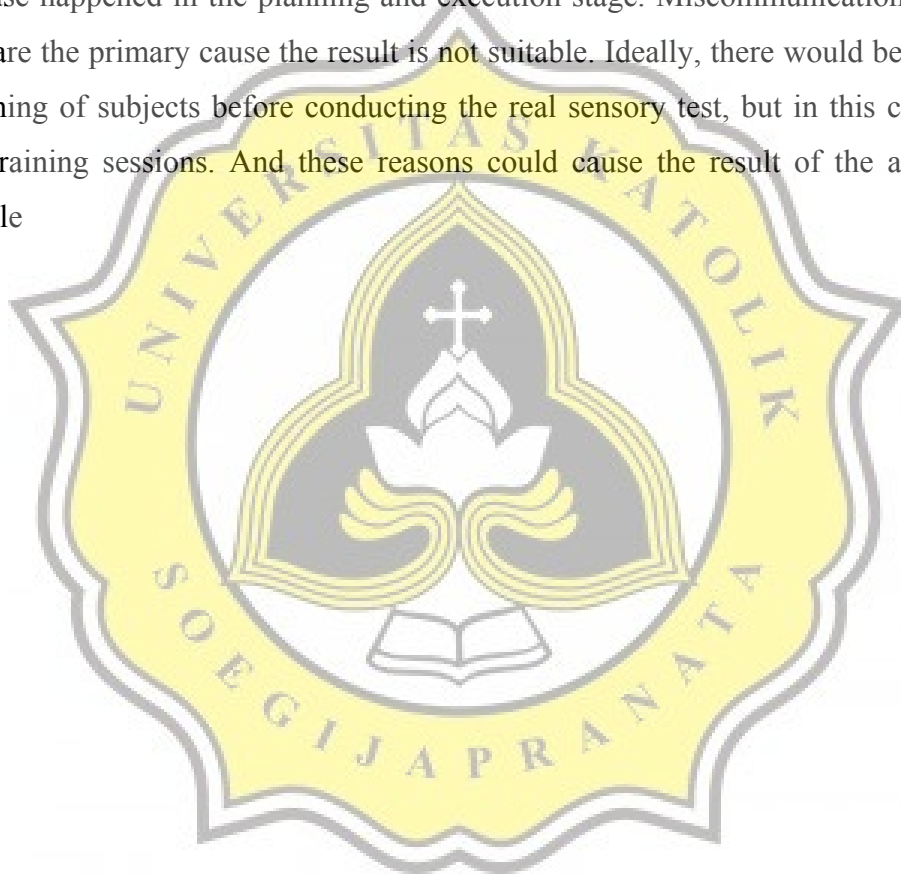 ase happened in the planning and execution stage. Miscommunication
are the primary cause the result is not suitable. Ideally, there would be
ning of subjects before conducting the real sensory test, but in this c
raining sessions. And these reasons could cause the result of the a
le
UNIVERSITAS KATOLIK
SOEGIJAPRANATA